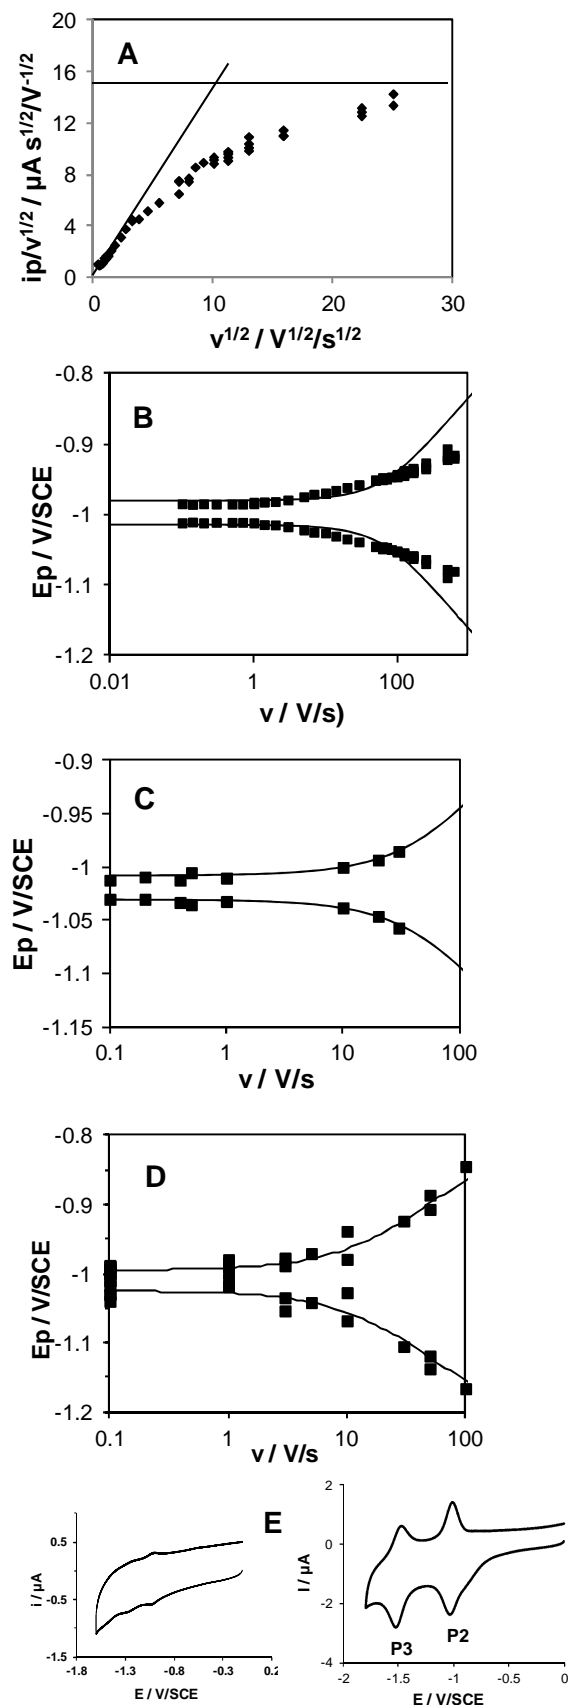 A
20
16
12
8
4
0
0 10 20 30
ip/v1/2 / µA s1/2/V-1/2
v1/2 / V1/2/s1/2
B
-0.8
-0.9
-1
-1.1
-1.2
0.01 1 100
Ep / V/SCE
v / V/s)
C
-0.9
-0.95
-1
-1.05
-1.1
-1.15
0.1 1 10 100
Ep / V/SCE
v / V/s
D
-0.8
-0.9
-1
-1.1
-1.2
0.1 1 10 100
Ep / V/SCE
v / V/s
E
0.5
-0.5
-1.5
-1.8 -1.3 -0.8 -0.3 0.2
i / µA
E / V/SCE
2
0
-2
-4
P3 P2
-2 -1.5 -1 -0.5 0
I / µA
E / V/SCE